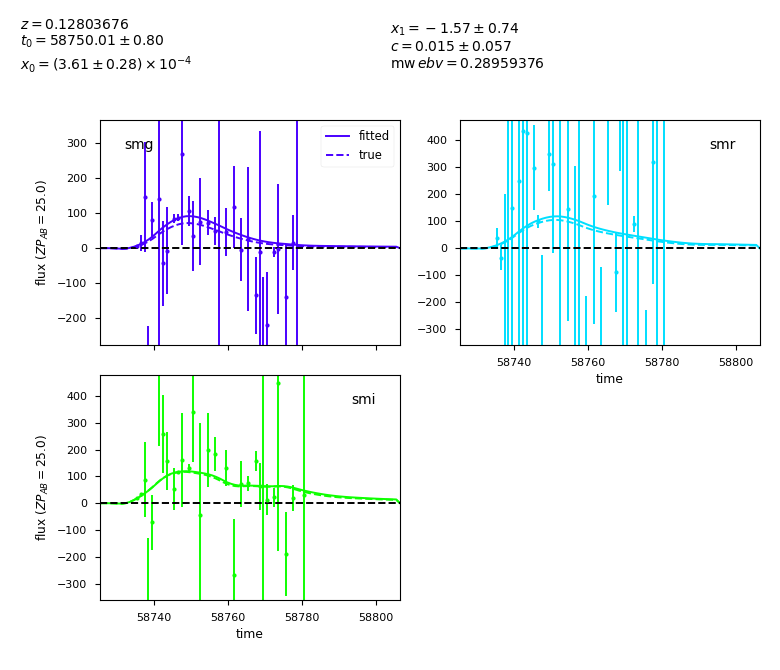 z = 0.12803676
t₀ = 58750.01 ± 0.80
x₀ = (3.61 ± 0.28) × 10⁻⁴
x₁ = −1.57 ± 0.74
c = 0.015 ± 0.057
mw ebv = 0.28959376
smg
fitted
true
300
200
100
0
−100
−200
flux (ZP_AB = 25.0)
smr
400
300
200
100
0
−100
−200
−300
58740 58760 58780 58800
time
smi
400
300
200
100
0
−100
−200
−300
flux (ZP_AB = 25.0)
58740 58760 58780 58800
time